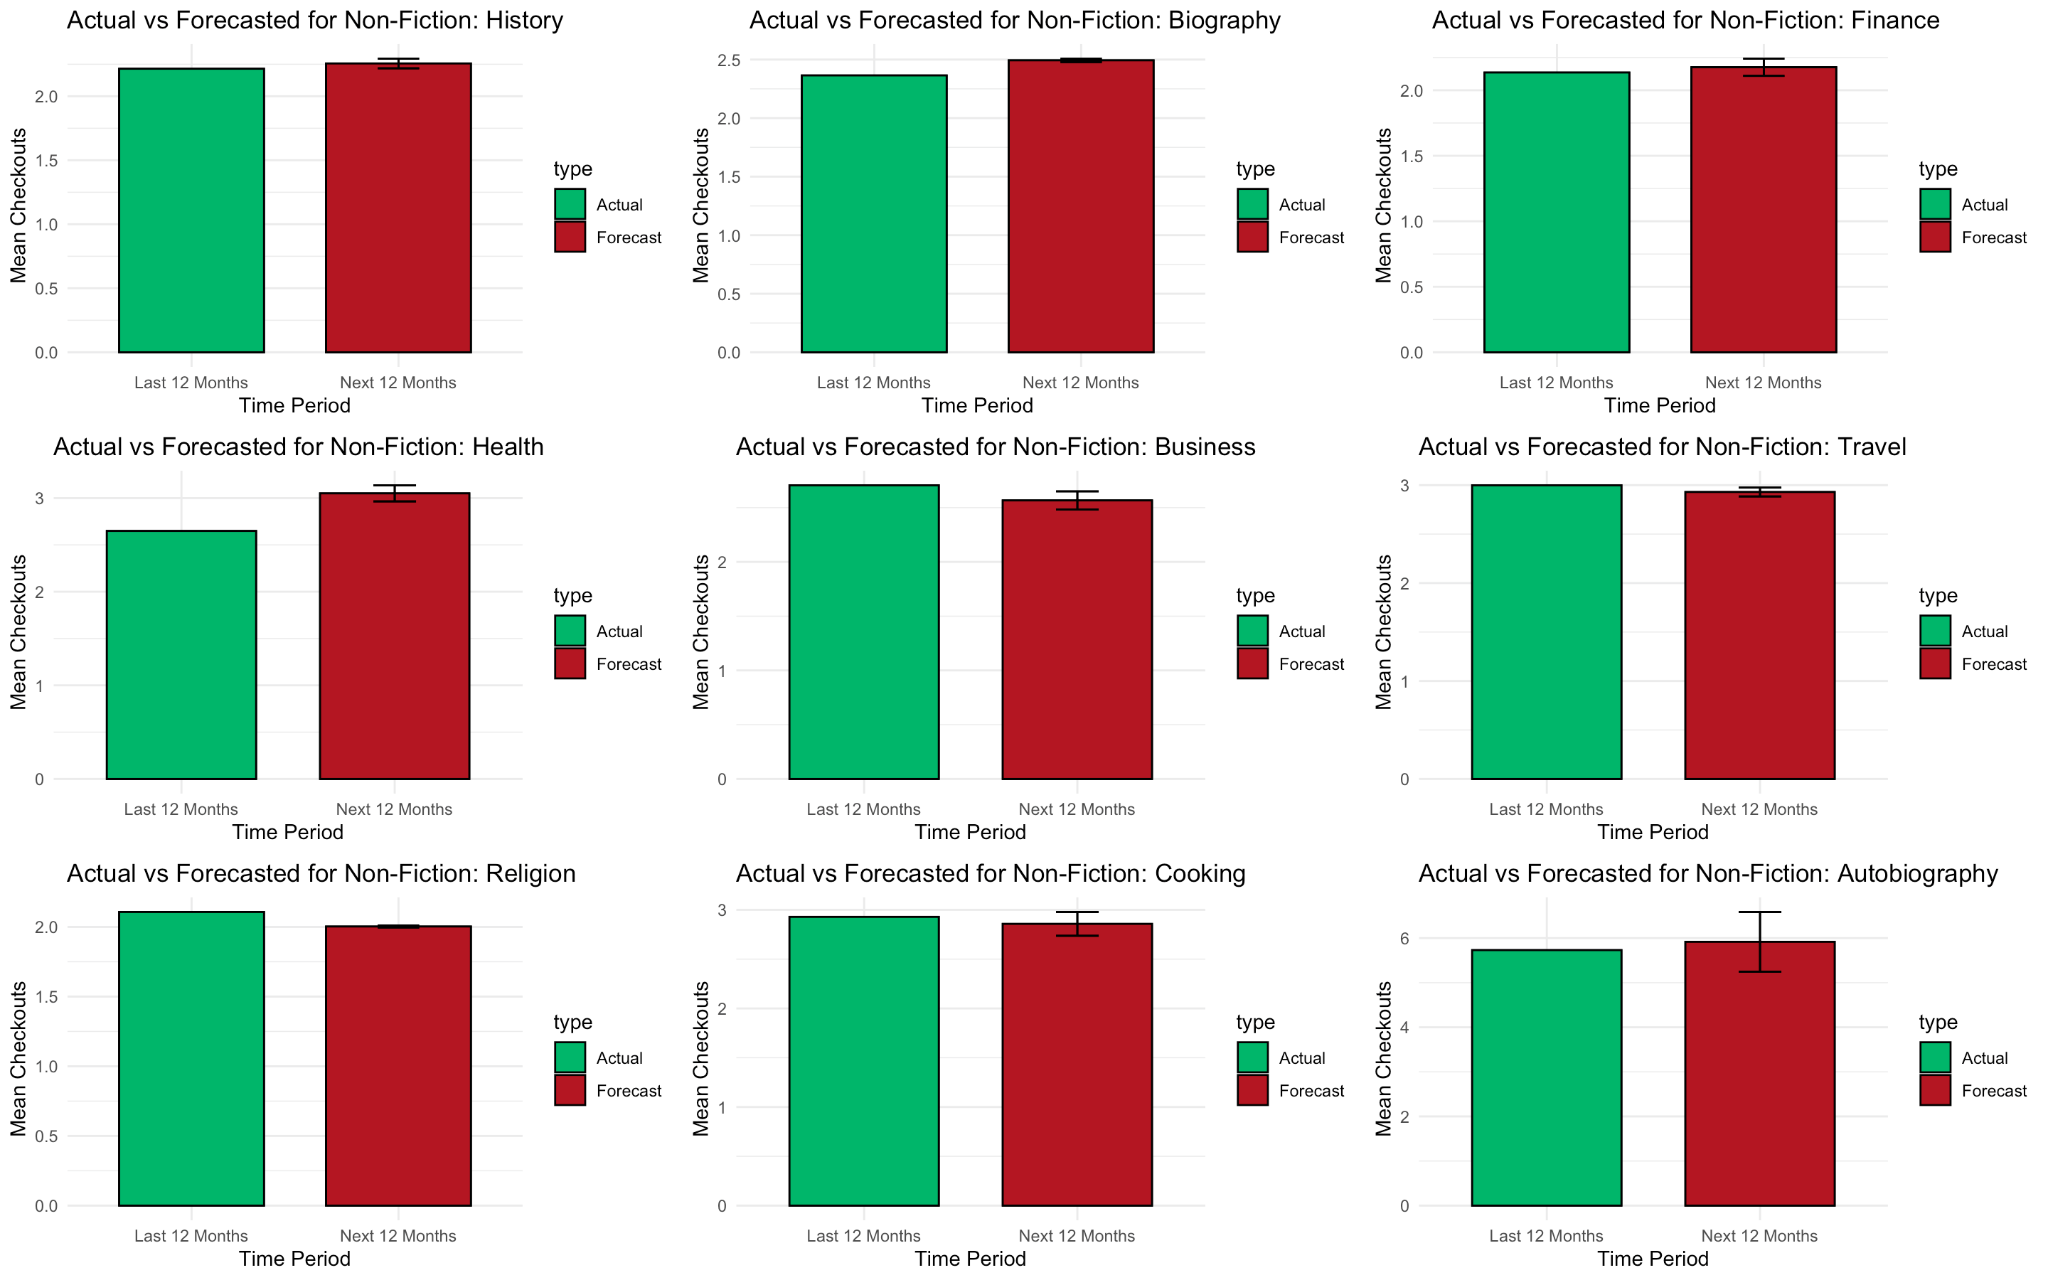 Actual vs Forecasted for Non-Fiction: History
Mean Checkouts
2.0
1.5
1.0
0.5
0.0
Last 12 Months
Next 12 Months
Time Period
type
Actual
Forecast
Actual vs Forecasted for Non-Fiction: Biography
Mean Checkouts
2.5
2.0
1.5
1.0
0.5
0.0
Last 12 Months
Next 12 Months
Time Period
type
Actual
Forecast
Actual vs Forecasted for Non-Fiction: Finance
Mean Checkouts
2.0
1.5
1.0
0.5
0.0
Last 12 Months
Next 12 Months
Time Period
type
Actual
Forecast
Actual vs Forecasted for Non-Fiction: Health
Mean Checkouts
3
2
1
0
Last 12 Months
Next 12 Months
Time Period
type
Actual
Forecast
Actual vs Forecasted for Non-Fiction: Business
Mean Checkouts
2
1
0
Last 12 Months
Next 12 Months
Time Period
type
Actual
Forecast
Actual vs Forecasted for Non-Fiction: Travel
Mean Checkouts
3
2
1
0
Last 12 Months
Next 12 Months
Time Period
type
Actual
Forecast
Actual vs Forecasted for Non-Fiction: Religion
Mean Checkouts
2.0
1.5
1.0
0.5
0.0
Last 12 Months
Next 12 Months
Time Period
type
Actual
Forecast
Actual vs Forecasted for Non-Fiction: Cooking
Mean Checkouts
3
2
1
0
Last 12 Months
Next 12 Months
Time Period
type
Actual
Forecast
Actual vs Forecasted for Non-Fiction: Autobiography
Mean Checkouts
6
4
2
0
Last 12 Months
Next 12 Months
Time Period
type
Actual
Forecast